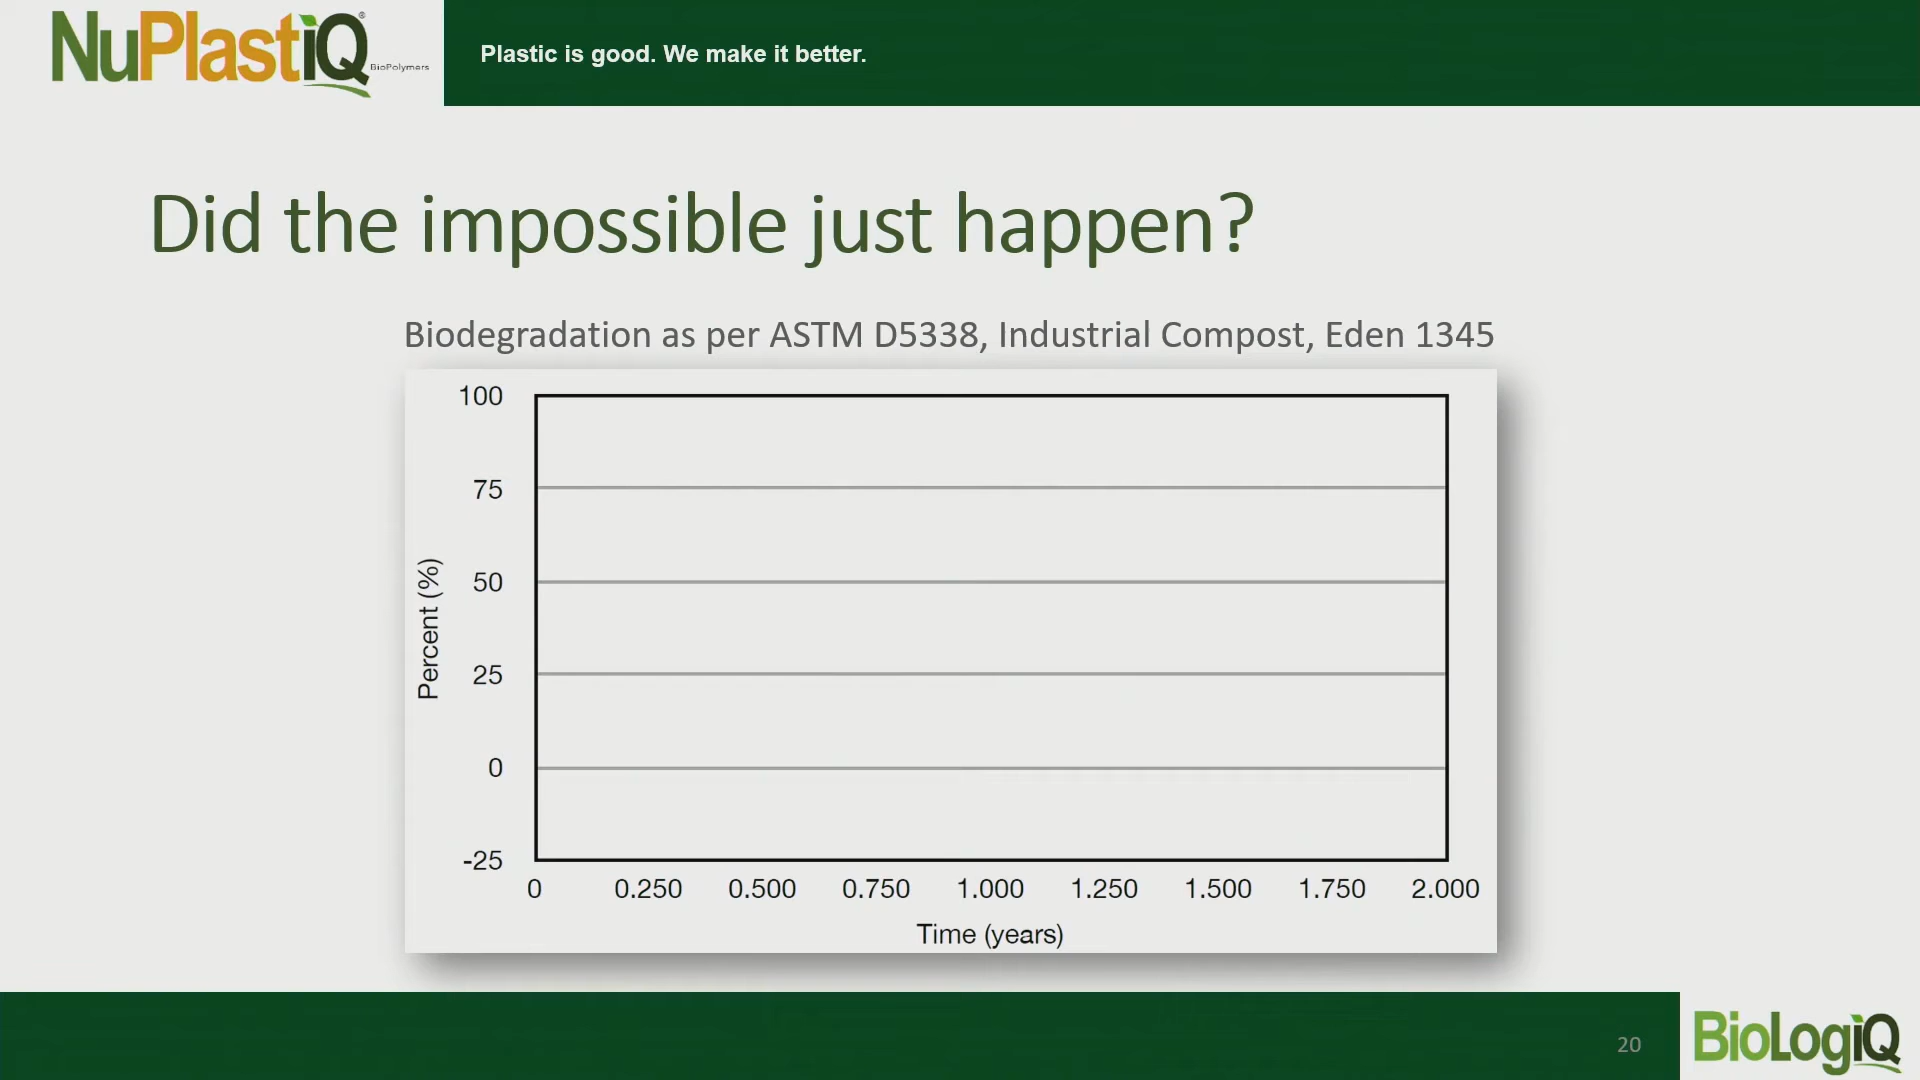 NuPlastiQ®
BioPolymers
Plastic is good. We make it better.
Did the impossible just happen?
Biodegradation as per ASTM D5338, Industrial Compost, Eden 1345
100
75
50
25
0
-25
Percent (%)
0 0.250 0.500 0.750 1.000 1.250 1.500 1.750 2.000
Time (years)
20
BioLogiQ